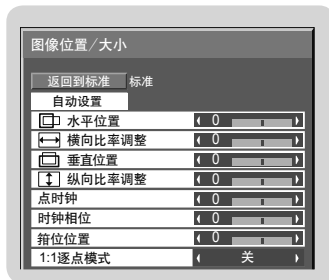 图像位置/大小
返回到标准 标准
自动设置
水平位置 0
横向比率调整 0
垂直位置 0
纵向比率调整 0
点时钟 0
时钟相位 0
箝位位置 0
1:1逐点模式 关